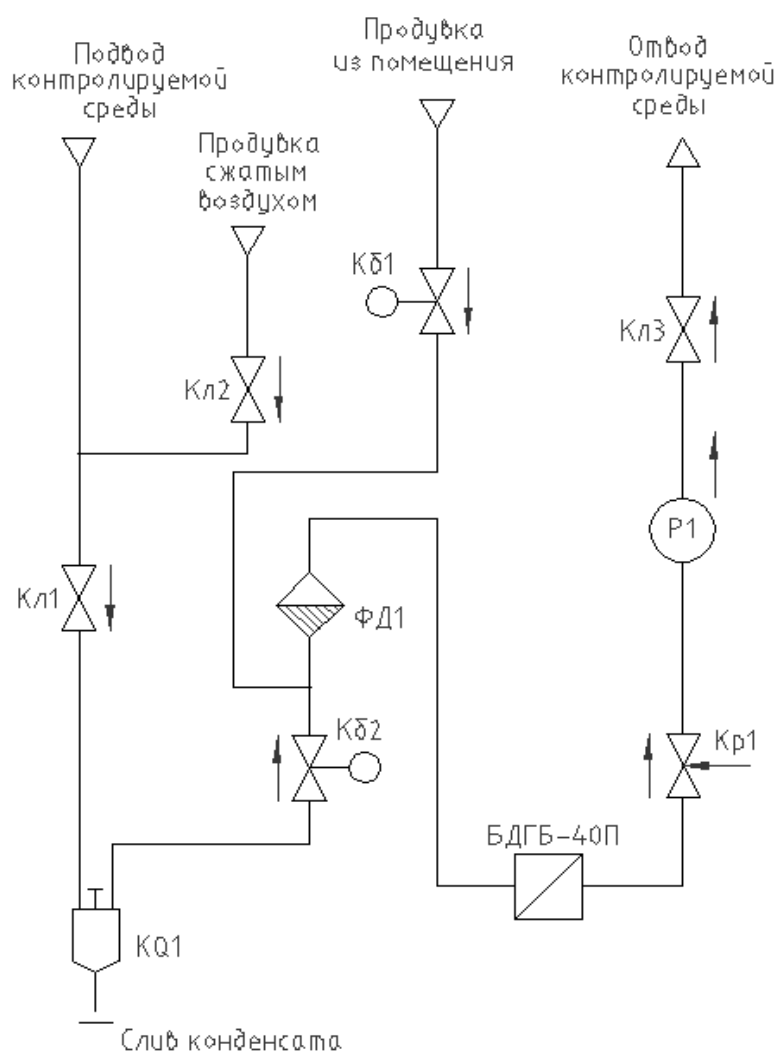 Подвод
контролируемой
среды
Продувка
сжатым
воздухом
Продувка
из помещения
Отвод
контролируемой
среды
Кб1
Кл3
Кл2
Р1
Кл1
ФД1
Кб2
Кр1
БДГБ-40П
КQ1
Слив конденсата